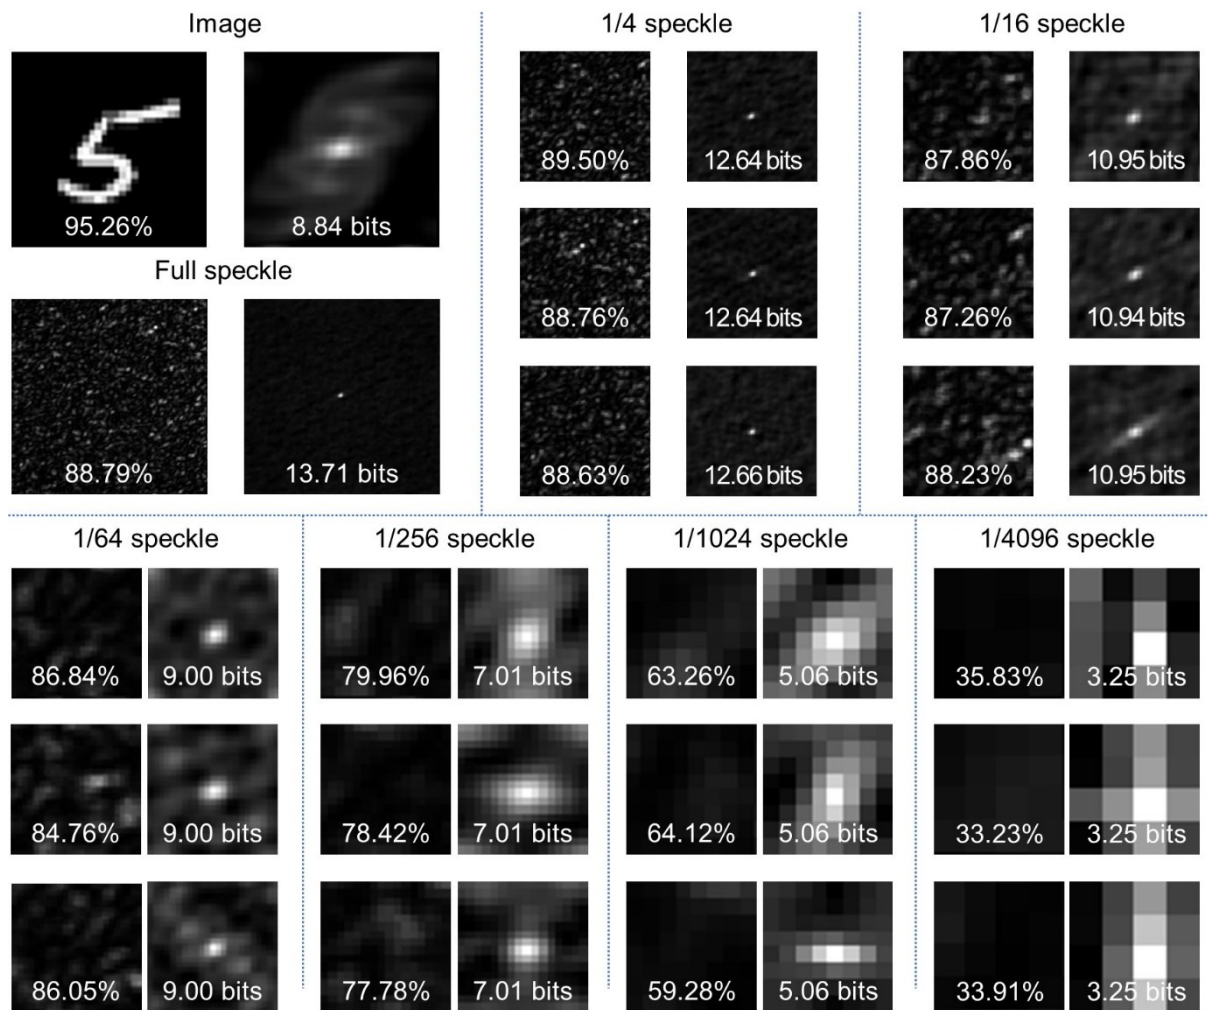 Image
95.26%
8.84 bits
Full speckle
88.79%
13.71 bits
1/4 speckle
89.50%
12.64 bits
88.76%
12.64 bits
88.63%
12.66 bits
1/16 speckle
87.86%
10.95 bits
87.26%
10.94 bits
88.23%
10.95 bits
1/64 speckle
86.84%
9.00 bits
84.76%
9.00 bits
86.05%
9.00 bits
1/256 speckle
79.96%
7.01 bits
78.42%
7.01 bits
77.78%
7.01 bits
1/1024 speckle
63.26%
5.06 bits
64.12%
5.06 bits
59.28%
5.06 bits
1/4096 speckle
35.83%
3.25 bits
33.23%
3.25 bits
33.91%
3.25 bits